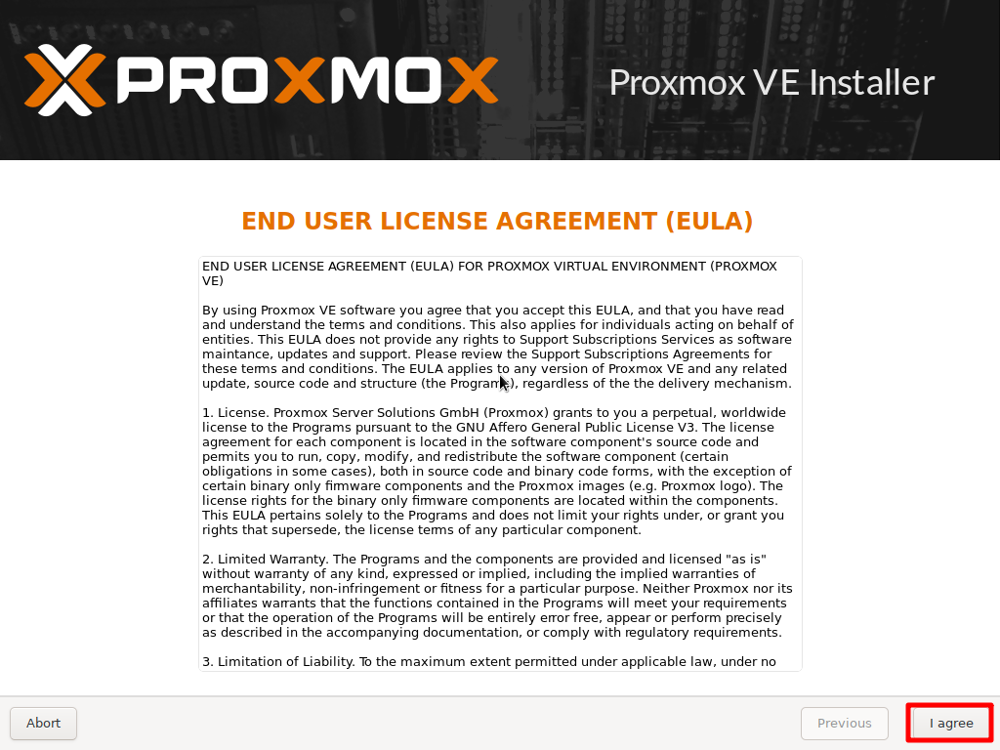 PROXMOX
Proxmox VE Installer
END USER LICENSE AGREEMENT (EULA)
END USER LICENSE AGREEMENT (EULA) FOR PROXMOX VIRTUAL ENVIRONMENT (PROXMOX
VE)
By using Proxmox VE software you agree that you accept this EULA, and that you have read
and understand the terms and conditions. This also applies for individuals acting on behalf of
entities. This EULA does not provide any rights to Support Subscriptions Services as software
maintance, updates and support. Please review the Support Subscriptions Agreements for
these terms and conditions. The EULA applies to any version of Proxmox VE and any related
update, source code and structure (the Programs), regardless of the the delivery mechanism.
1. License. Proxmox Server Solutions GmbH (Proxmox) grants to you a perpetual, worldwide
license to the Programs pursuant to the GNU Affero General Public License V3. The license
agreement for each component is located in the software component's source code and
permits you to run, copy, modify, and redistribute the software component (certain
obligations in some cases), both in source code and binary code forms, with the exception of
certain binary only firmware components and the Proxmox images (e.g. Proxmox logo). The
license rights for the binary only firmware components are located within the components.
This EULA pertains solely to the Programs and does not limit your rights under, or grant you
rights that supersede, the license terms of any particular component.
2. Limited Warranty. The Programs and the components are provided and licensed "as is"
without warranty of any kind, expressed or implied, including the implied warranties of
merchantability, non-infringement or fitness for a particular purpose. Neither Proxmox nor its
affiliates warrants that the functions contained in the Programs will meet your requirements
or that the operation of the Programs will be entirely error free, appear or perform precisely
as described in the accompanying documentation, or comply with regulatory requirements.
3. Limitation of Liability. To the maximum extent permitted under applicable law, under no
Abort
Previous
I agree